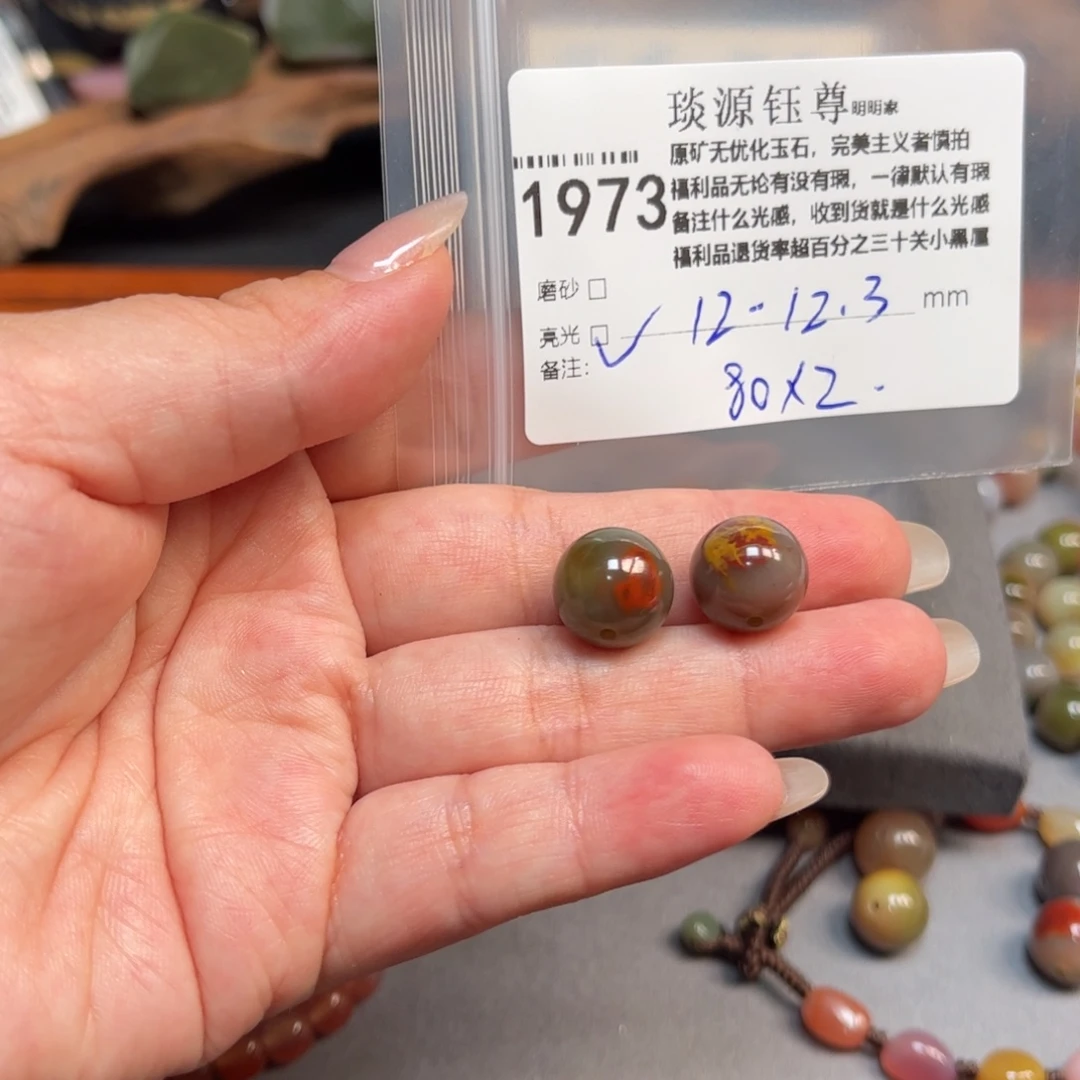 琰源钰尊明明家
原矿无优化玉石，完美主义者慎拍
1973
福利品无论有没有瑕，一律默认有瑕
备注什么光感，收到货就是什么光感
福利品退货率超百分之三十关小黑屋
磨砂 □
亮光 □ ✓ 12-12.3 mm
备注：
80X2.